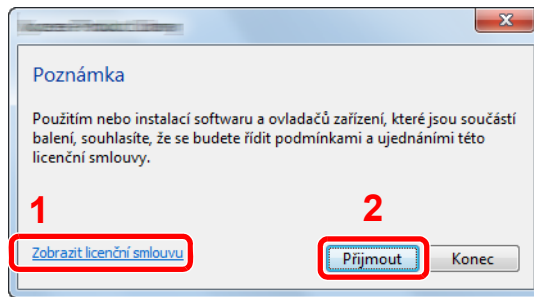 Poznámka
Použitím nebo instalací softwaru a ovladačů zařízení, které jsou součástí
balení, souhlasíte, že se budete řídit podmínkami a ujednáními této
licenční smlouvy.
1
2
Zobrazit licenční smlouvu
Přijmout
Konec